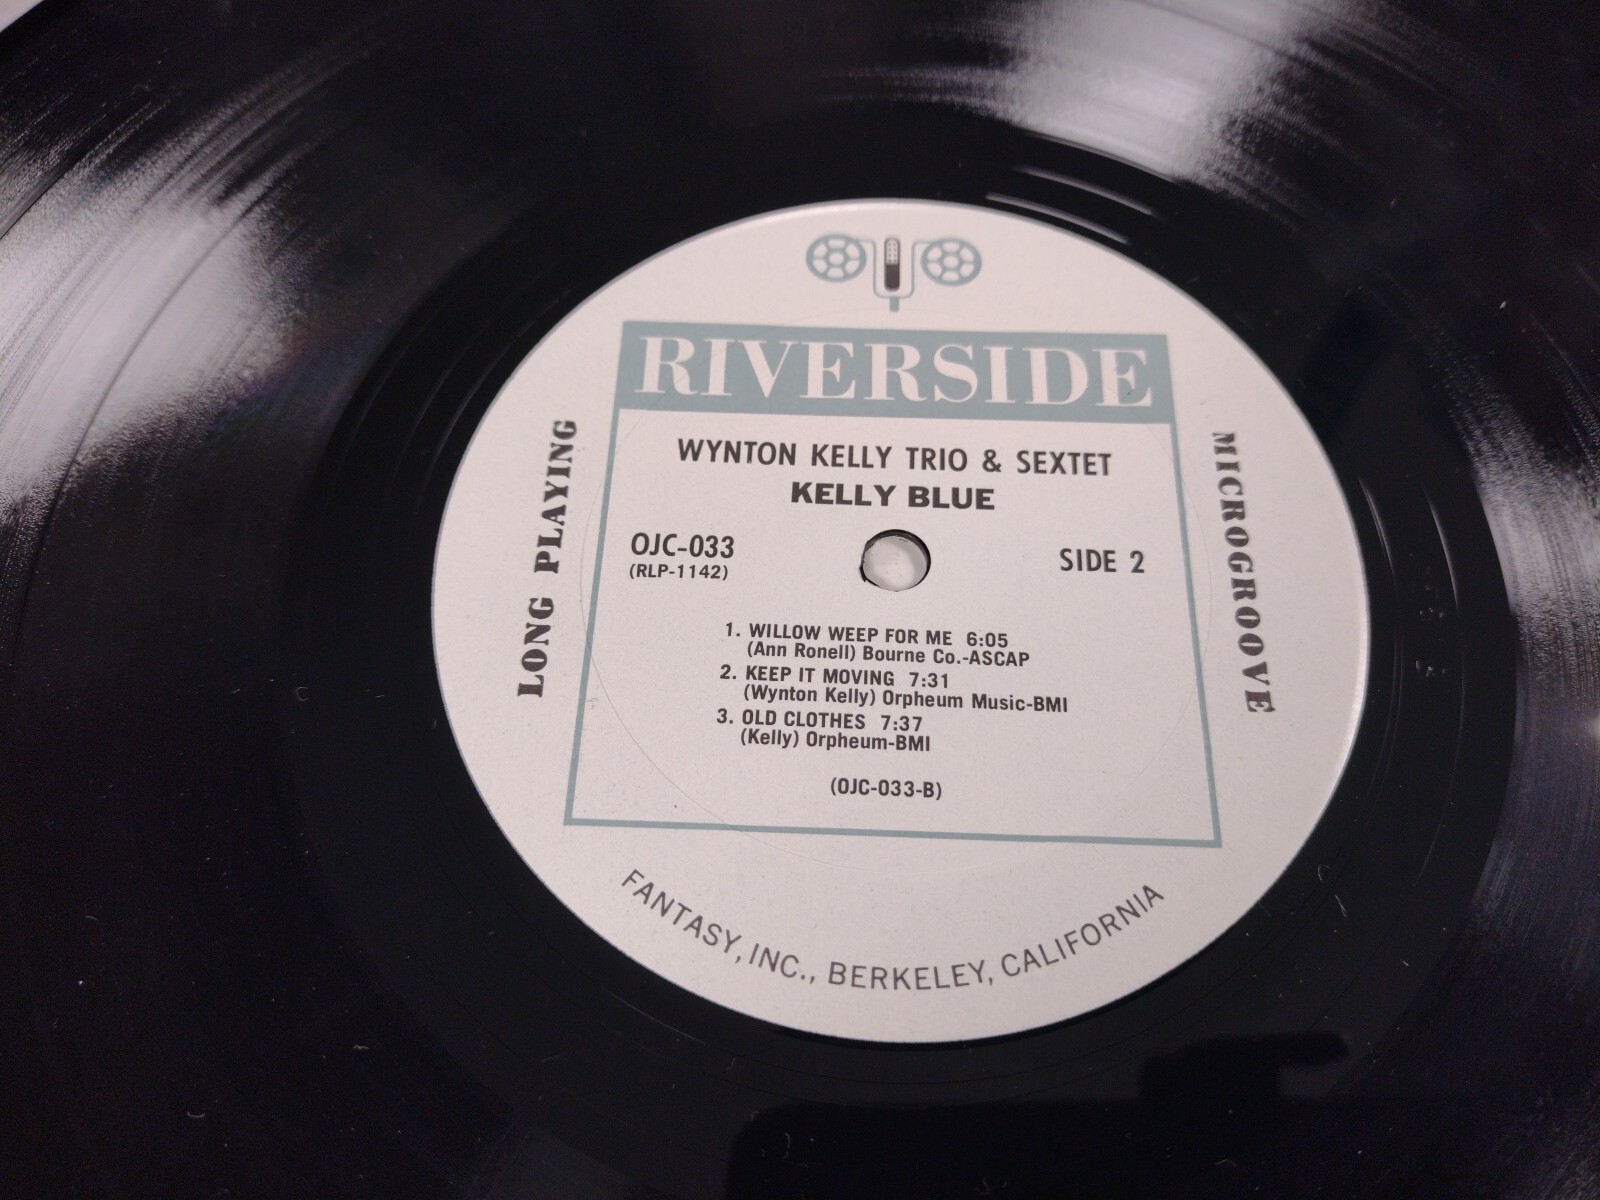 RIVERSIDE
WYNTON KELLY TRIO & SEXTET
KELLY BLUE
OJC-033
(RLP-1142)
SIDE 2
LONG PLAYING
MICROGROOVE
1. WILLOW WEEP FOR ME 6:05
(Ann Ronell) Bourne Co.-ASCAP
2. KEEP IT MOVING 7:31
(Wynton Kelly) Orpheum Music-BMI
3. OLD CLOTHES 7:37
(Kelly) Orpheum-BMI
(OJC-033-B)
FANTASY, INC., BERKELEY, CALIFORNIA